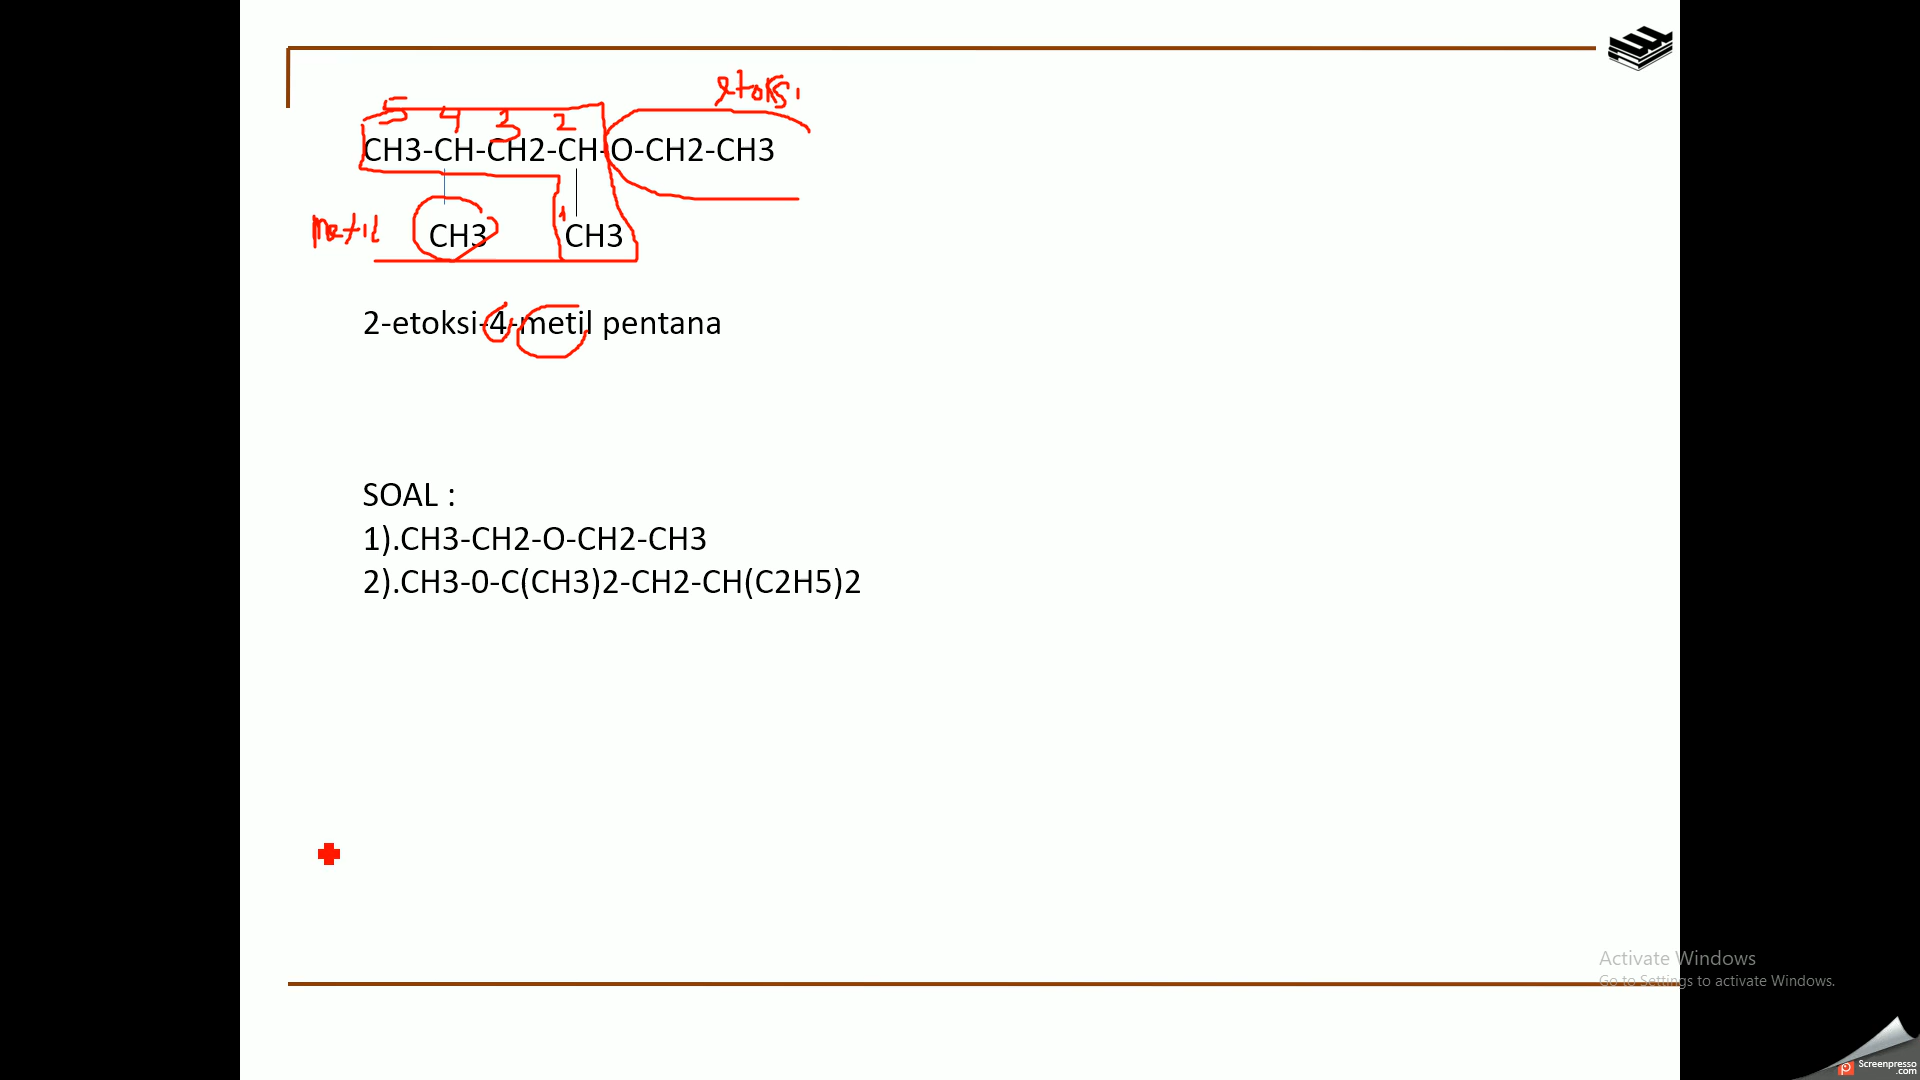 etoksi
5 4 3 2
CH3-CH-CH2-CH-O-CH2-CH3
1
metil CH3 CH3
2-etoksi-4-metil pentana
SOAL :
1).CH3-CH2-O-CH2-CH3
2).CH3-0-C(CH3)2-CH2-CH(C2H5)2
Activate Windows
Go to Settings to activate Windows.
Screenpresso
.com